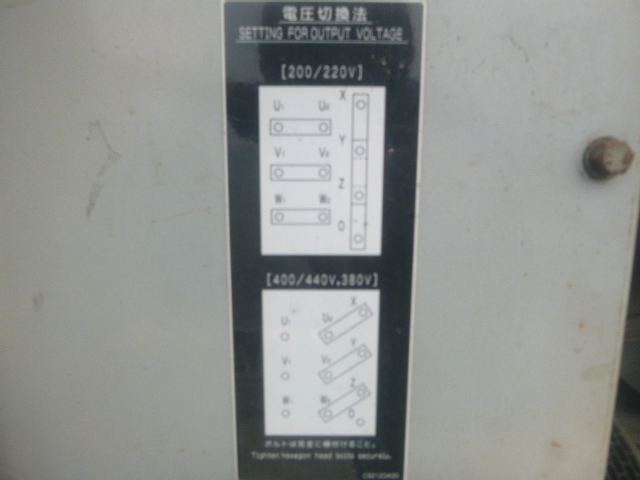 電圧切換法
SETTING FOR OUTPUT VOLTAGE
[200/220V]
X
U1 U2
Y
V1 V2
Z
W1 W2
O
[400/440V,380V]
X
U1 U2
Y
V1 V2
Z
W1 W2
O
ボルトは完全に締付けること。
Tighten hexagon head bolts securely.